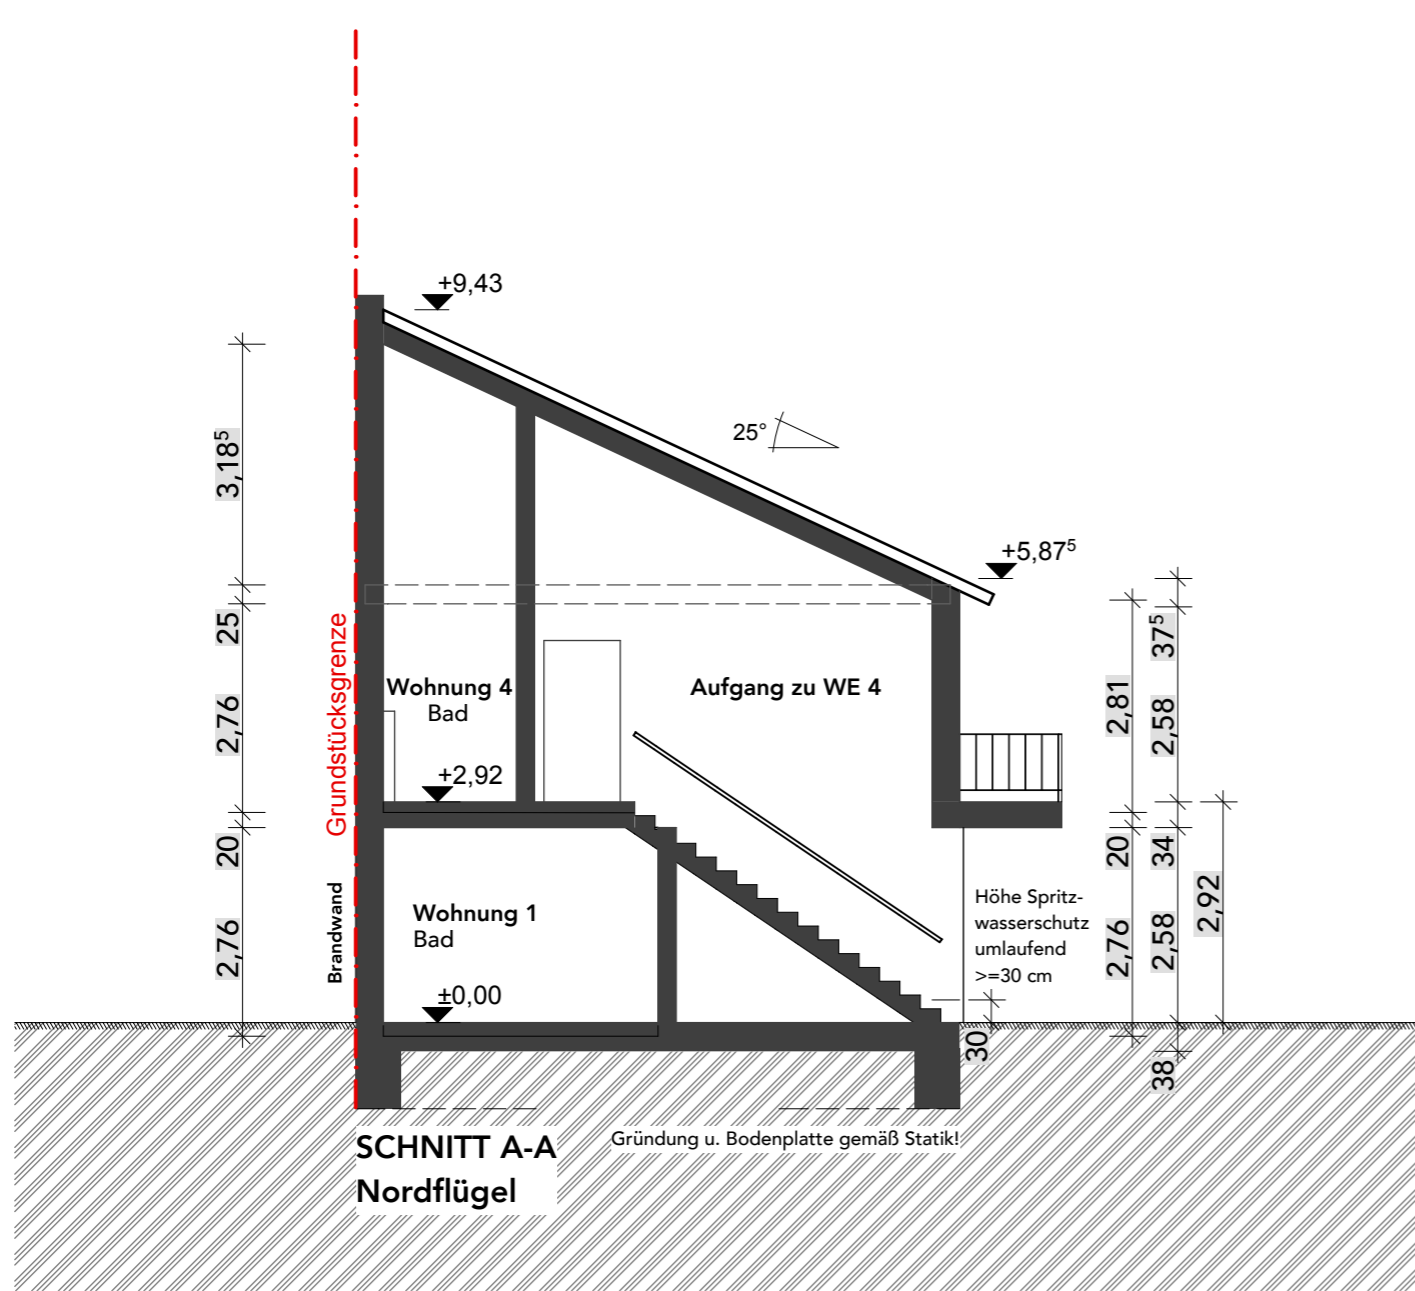 +9,43
25°
+5,87⁵
3,18⁵
25
2,76
20
2,76
Grundstücksgrenze
Brandwand
Wohnung 4
Bad
+2,92
Aufgang zu WE 4
Wohnung 1
Bad
±0,00
Höhe Spritz-
wasserschutz
umlaufend
>=30 cm
30
2,81
20
2,76
37⁵
2,58
34
2,58
38
2,92
Gründung u. Bodenplatte gemäß Statik!
SCHNITT A-A
Nordflügel